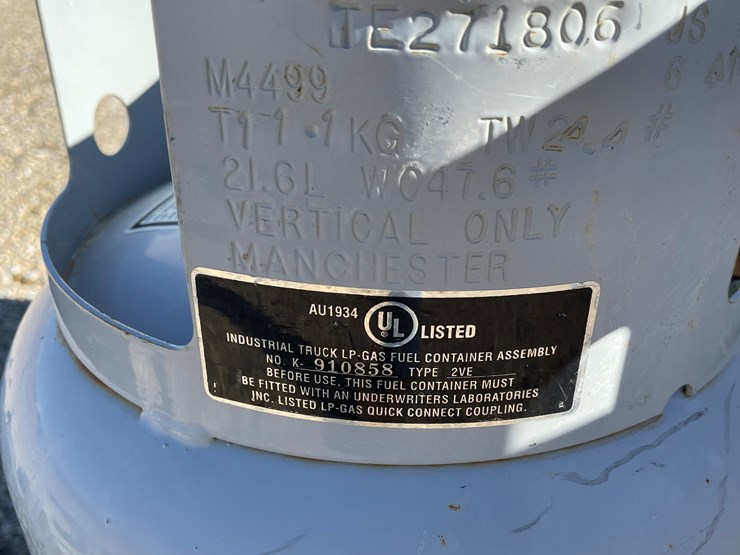 TE271806
M4499
T11.1KG TW 24.4#
21.6L WC47.6#
VERTICAL ONLY
MANCHESTER
AU1934 UL LISTED
INDUSTRIAL TRUCK LP-GAS FUEL CONTAINER ASSEMBLY
NO. K- 910858 TYPE 2VE
BEFORE USE, THIS FUEL CONTAINER MUST
BE FITTED WITH AN UNDERWRITERS LABORATORIES
INC. LISTED LP-GAS QUICK CONNECT COUPLING.